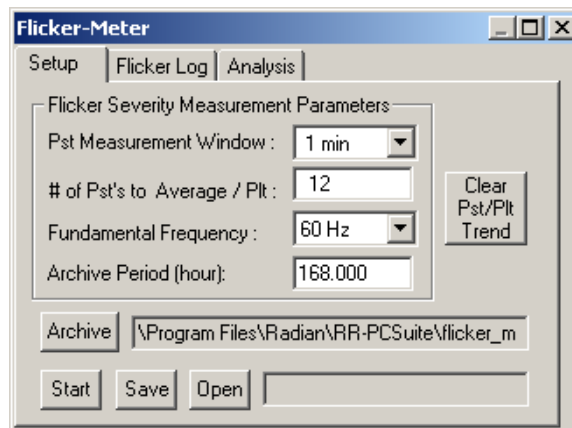 Flicker-Meter
Setup Flicker Log Analysis
Flicker Severity Measurement Parameters
Pst Measurement Window : 1 min
# of Pst's to Average / Plt : 12
Fundamental Frequency : 60 Hz
Archive Period (hour): 168.000
Clear
Pst/Plt
Trend
Archive \Program Files\Radian\RR-PCSuite\flicker_m
Start Save Open